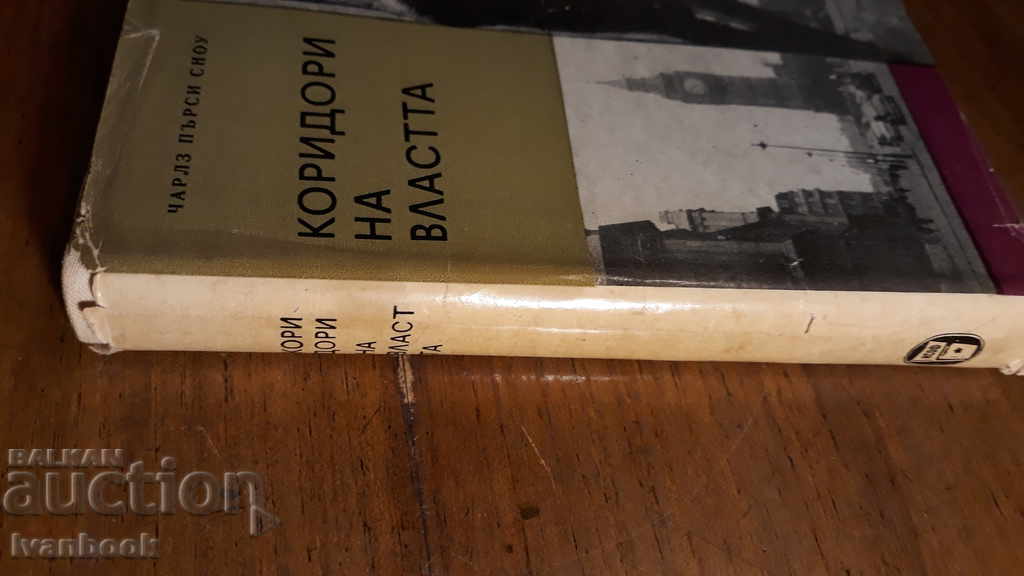 ЧАРЛЗ ПЪРСИ СНОУ
КОРИДОРИ
НА
ВЛАСТТА
КОРИ
ДОРИ
НА
ВЛАСТ
ТА
BALKAN
auction
Ivanbook